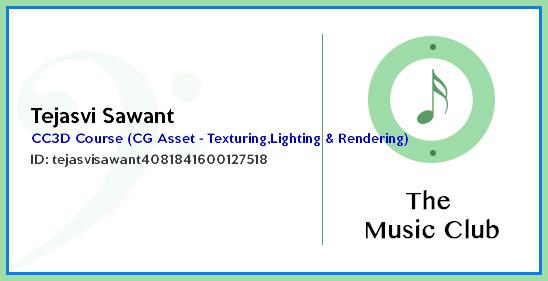 Tejasvi Sawant
CC3D Course (CG Asset - Texturing,Lighting & Rendering)
ID: tejasvisawant4081841600127518
The
Music Club